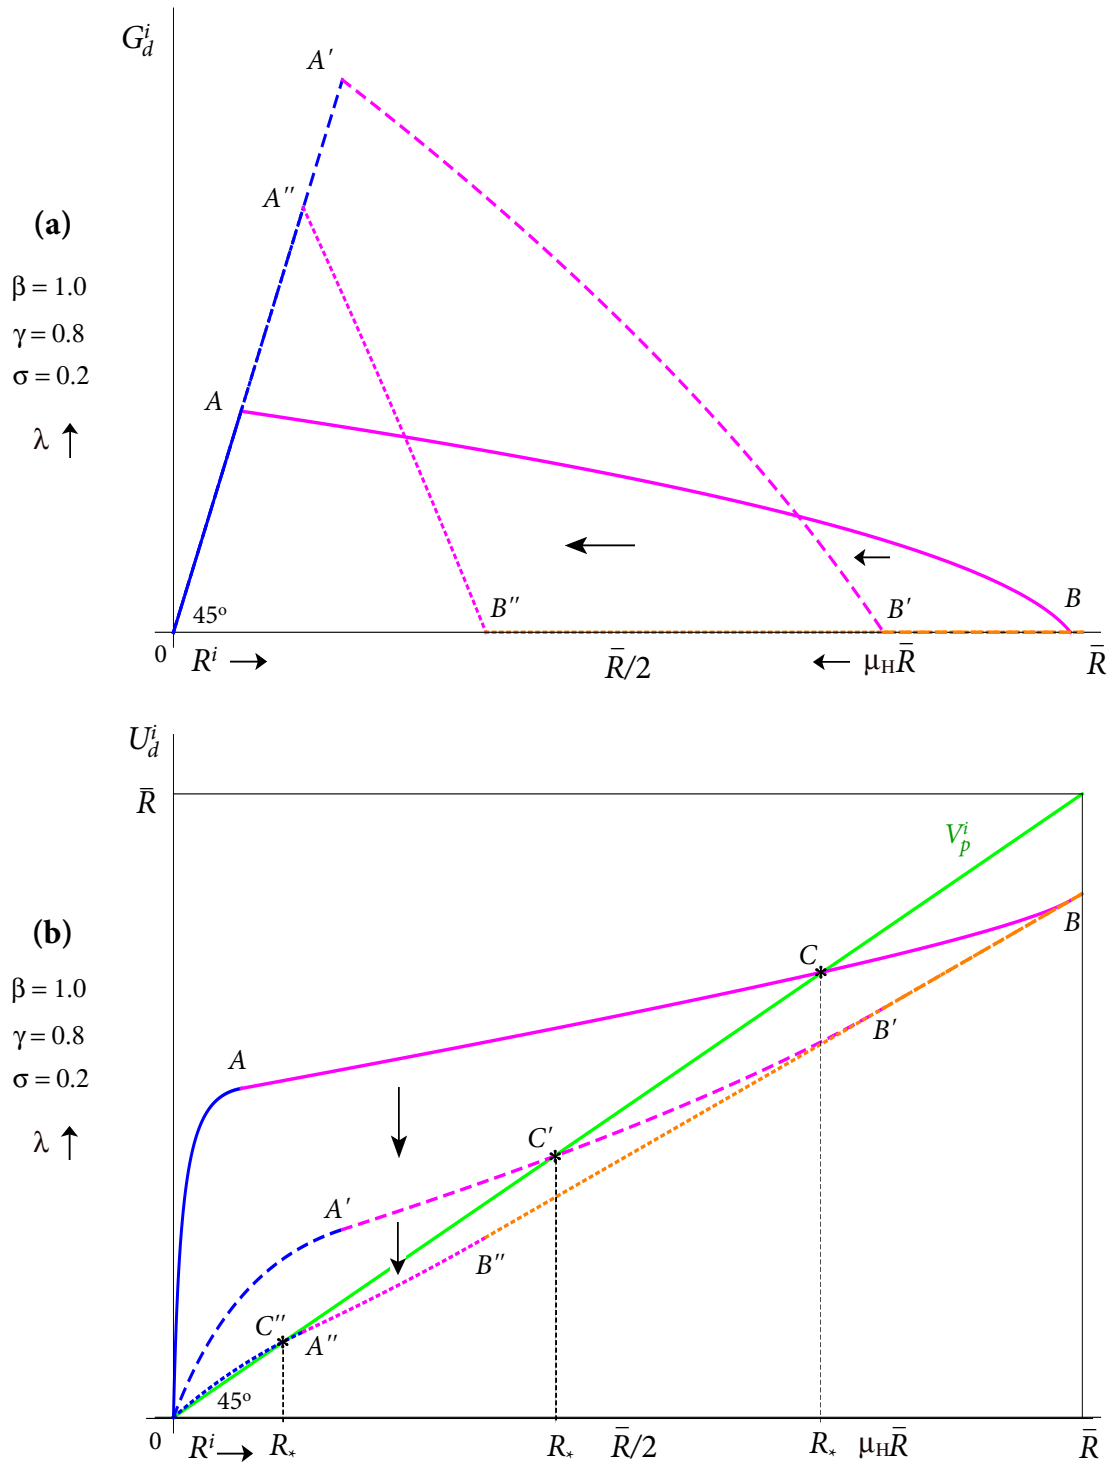 G_d^i
A′
A″
(a)
β = 1.0
γ = 0.8
σ = 0.2
A
λ ↑
B″
B′
B
45°
0
R^i →
R̄/2
← μ_H R̄
R̄
U_d^i
R̄
V_p^i
(b)
β = 1.0
γ = 0.8
σ = 0.2
λ ↑
A
C
B
B′
C′
A′
B″
C″
A″
45°
0
R^i →
R_*
R_*
R̄/2
R_*
μ_H R̄
R̄